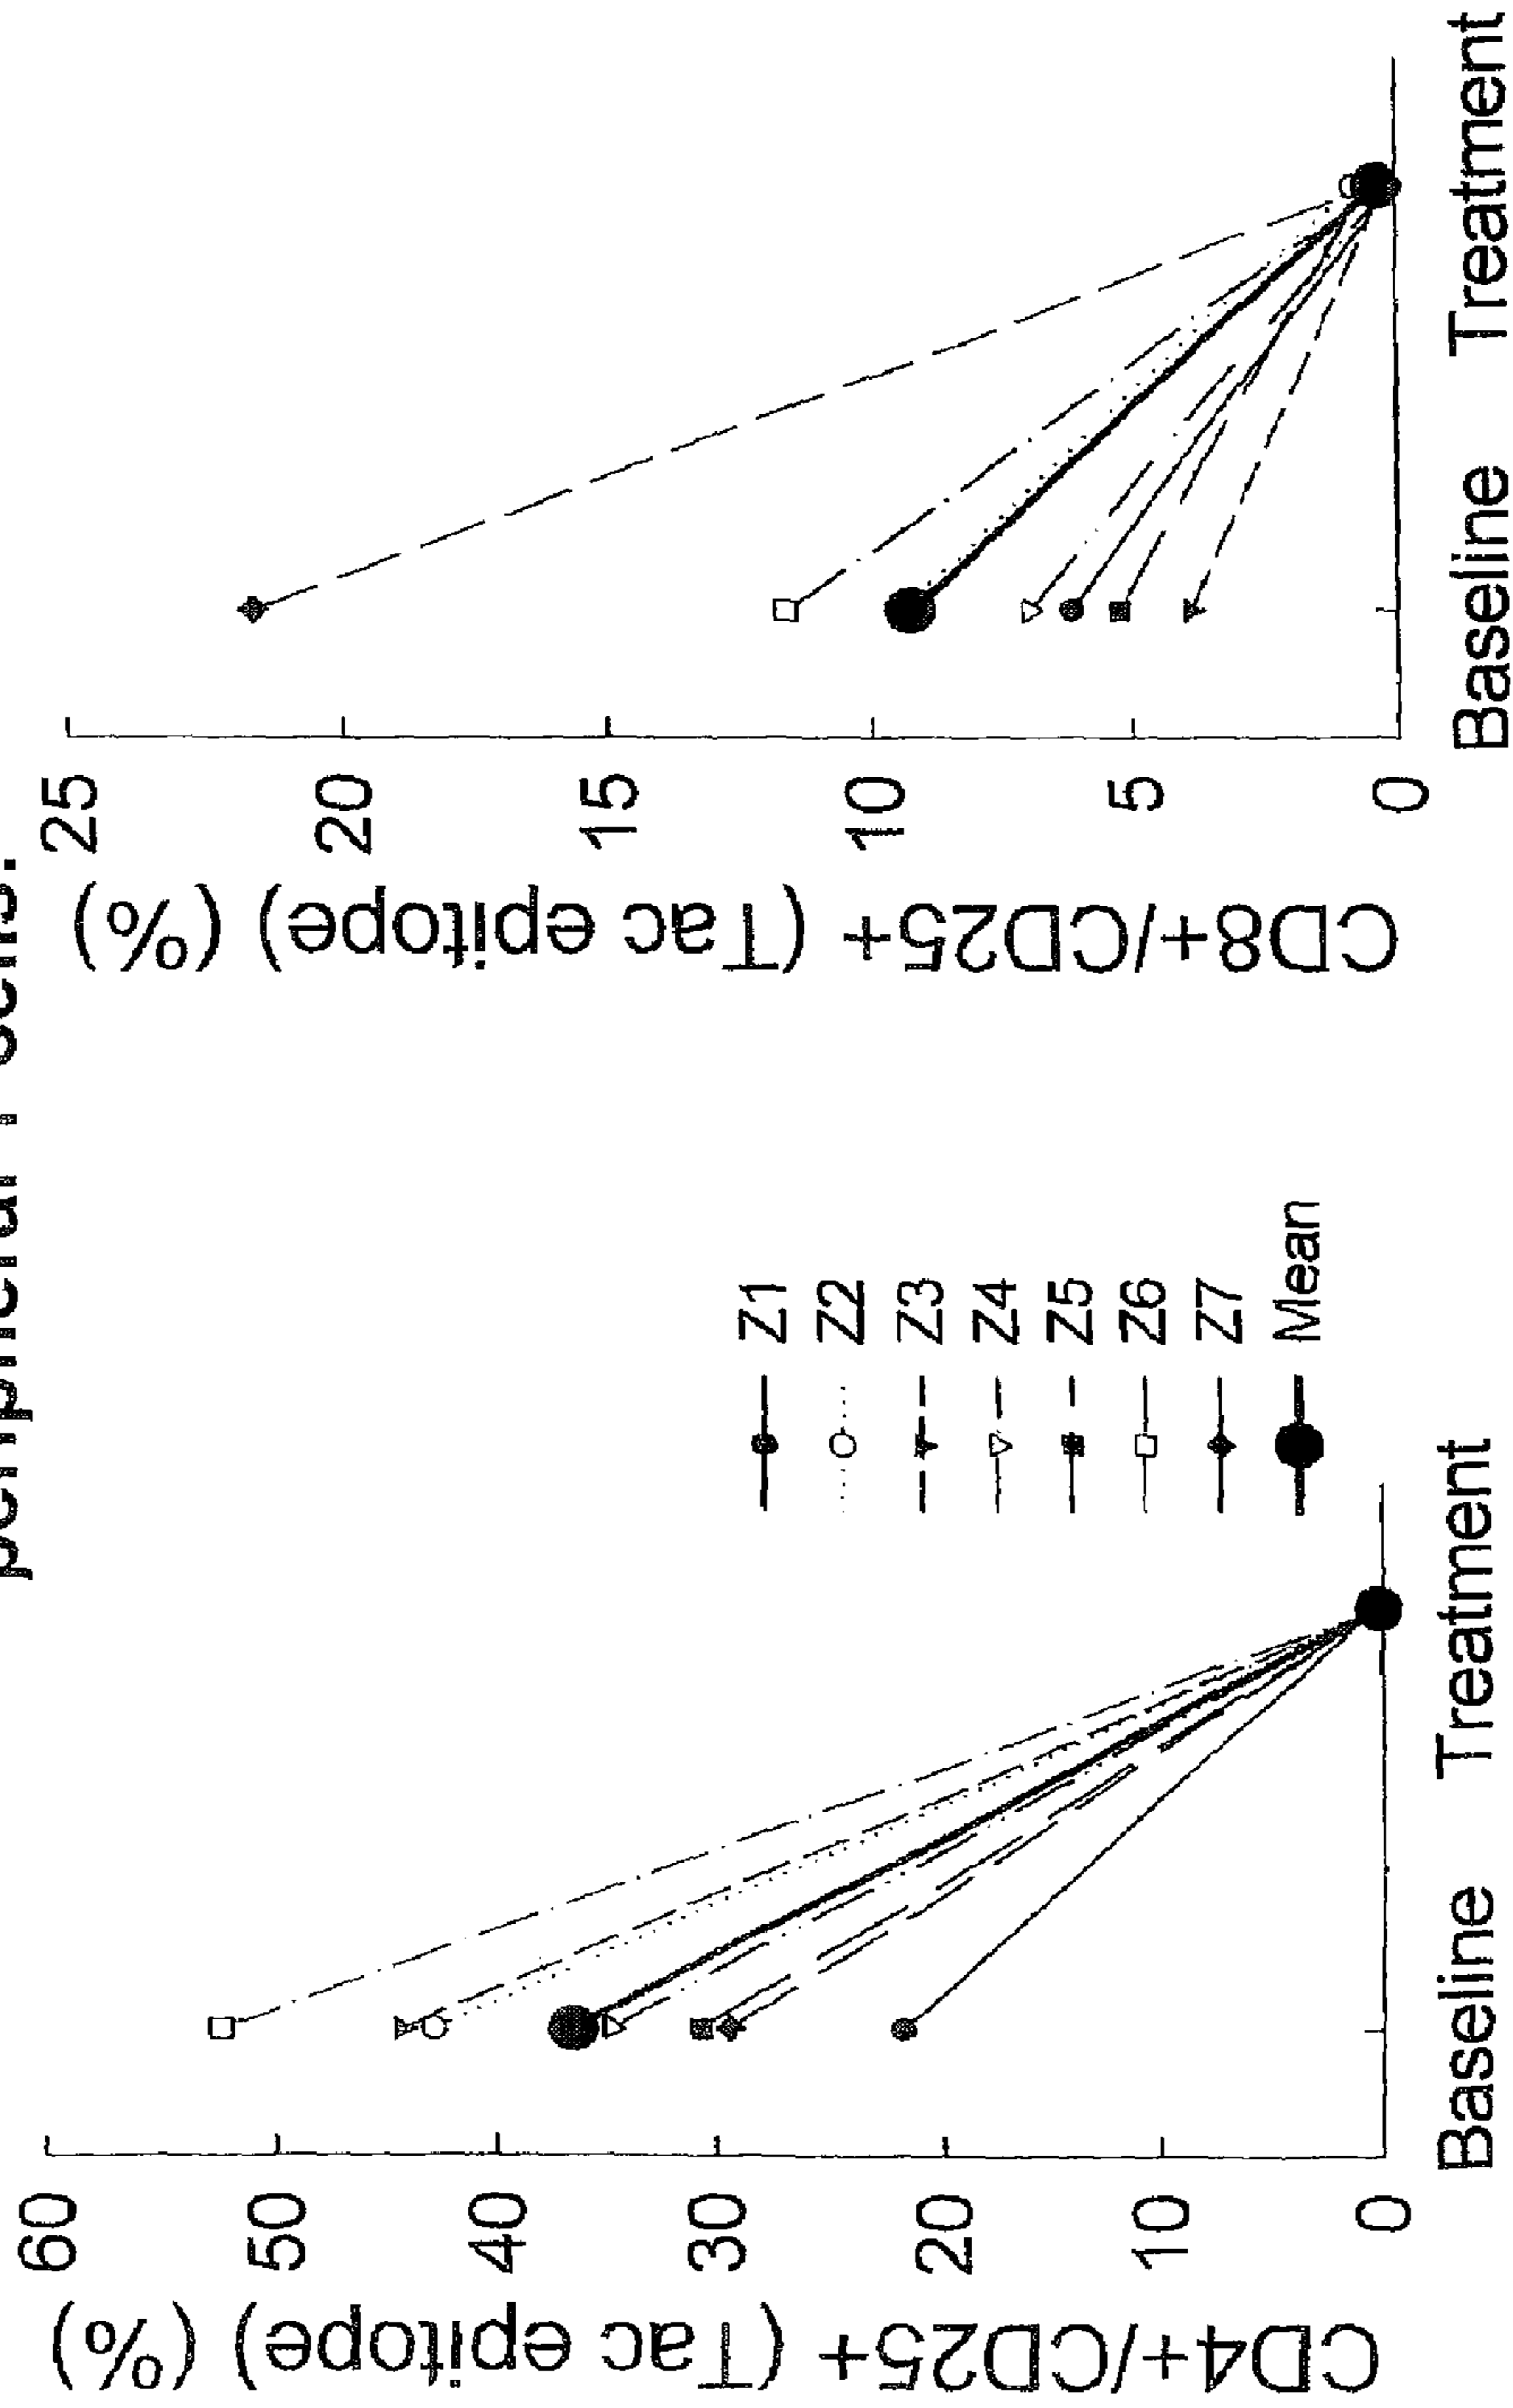 peripheral T cells.
CD4+/CD25+ (Tac epitope) (%)
60
50
40
30
20
10
0
Baseline Treatment
Z1
Z2
Z3
Z4
Z5
Z6
Z7
Mean
CD8+/CD25+ (Tac epitope) (%)
25
20
15
10
5
0
Baseline Treatment